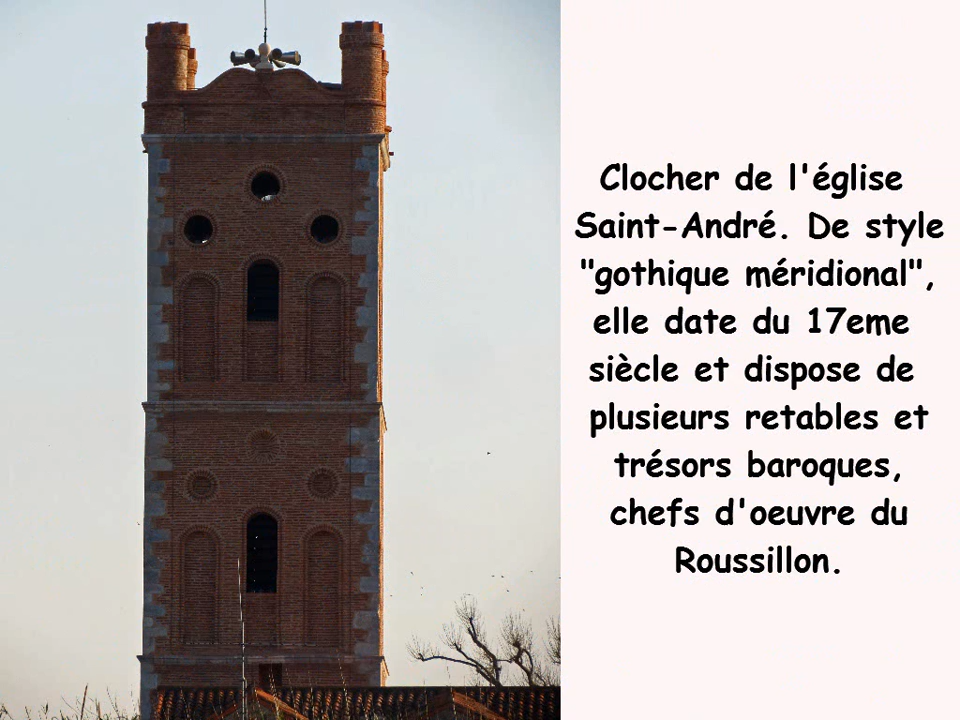 Clocher de l'église
Saint-André. De style
"gothique méridional",
elle date du 17eme
siècle et dispose de
plusieurs retables et
trésors baroques,
chefs d'oeuvre du
Roussillon.